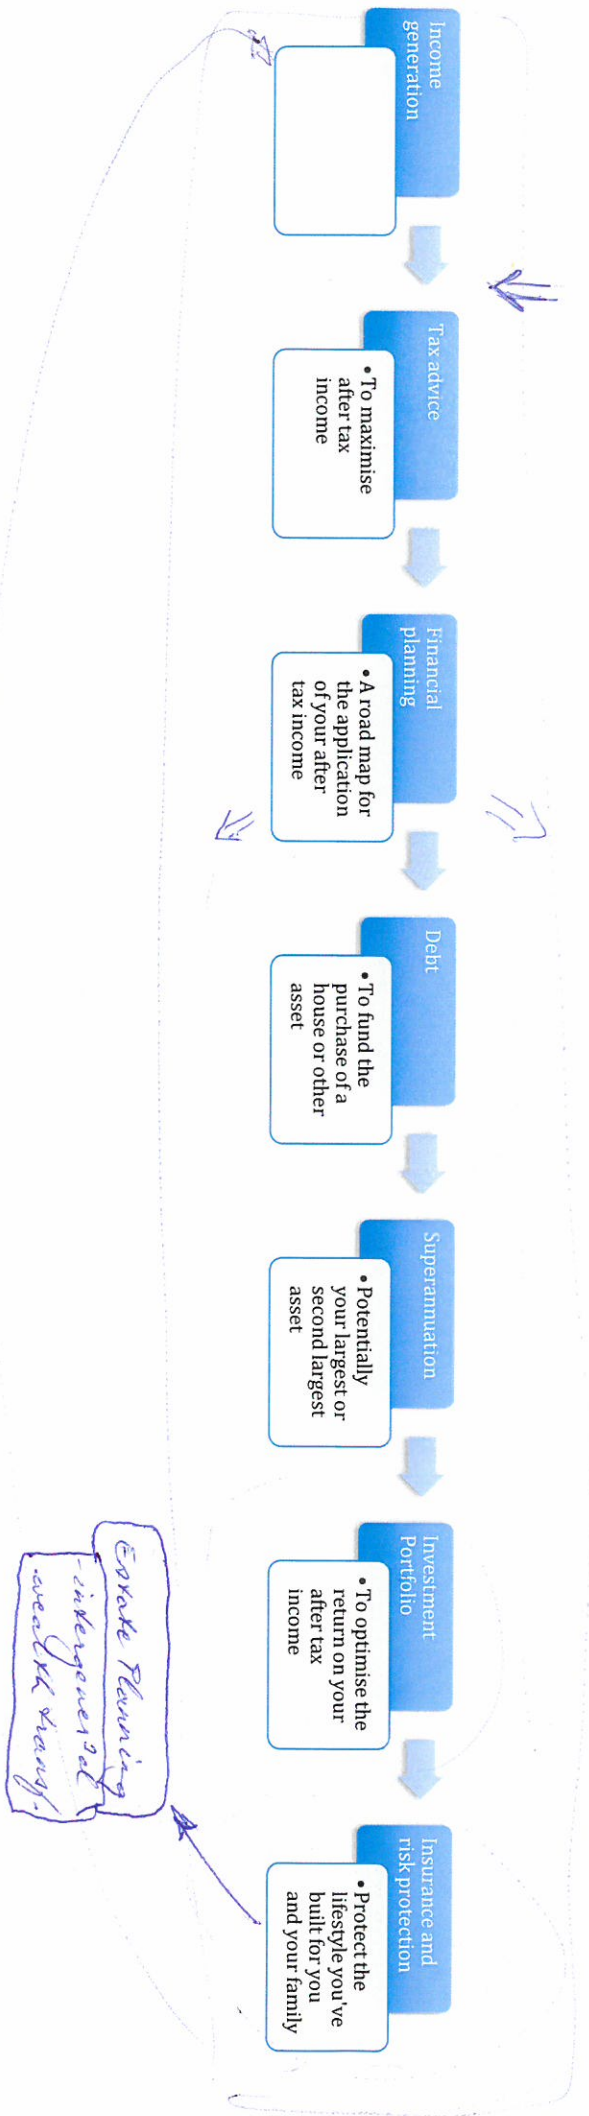 Income
generation
Tax advice
• To maximise
after tax
income
Financial
planning
• A road map for
the application
of your after
tax income
Debt
• To fund the
purchase of a
house or other
asset
Superannuation
• Potentially
your largest or
second largest
asset
Investment
Portfolio
• To optimise the
return on your
after tax
income
Insurance and
risk protection
• Protect the
lifestyle you've
built for you
and your family
Estate Planning
- intergener²al
wealth transf.